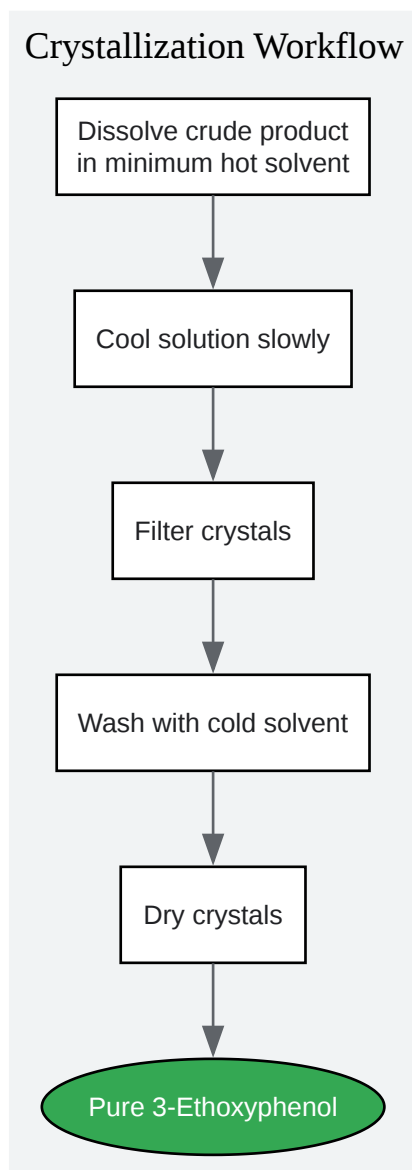 Crystallization Workflow
Dissolve crude product
in minimum hot solvent
Cool solution slowly
Filter crystals
Wash with cold solvent
Dry crystals
Pure 3-Ethoxyphenol